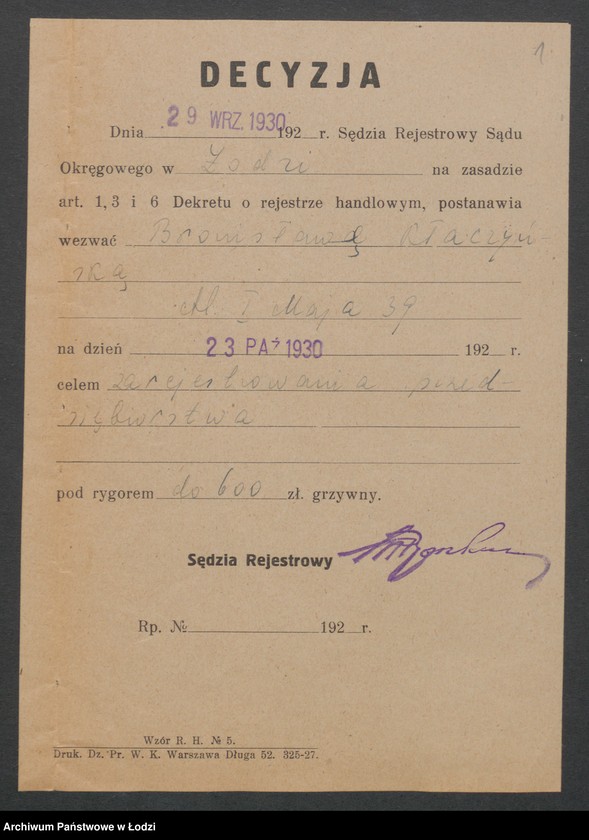 1.
DECYZJA
Dnia 29 WRZ. 1930 192 r. Sędzia Rejestrowy Sądu
Okręgowego w Łodzi na zasadzie
art. 1, 3 i 6 Dekretu o rejestrze handlowym, postanawia
wezwać Bronisławę Kłaczyń-
ską
Al. I Maja 39
na dzień 23 PAŹ 1930 192 r.
celem zarejestrowania przed-
siębiorstwa
pod rygorem do 600 zł. grzywny.
Sędzia Rejestrowy
Rp. № 192 r.
Wzór R. H. № 5.
Druk. Dz. Pr. W. K. Warszawa Długa 52. 325-27.
Archiwum Państwowe w Łodzi